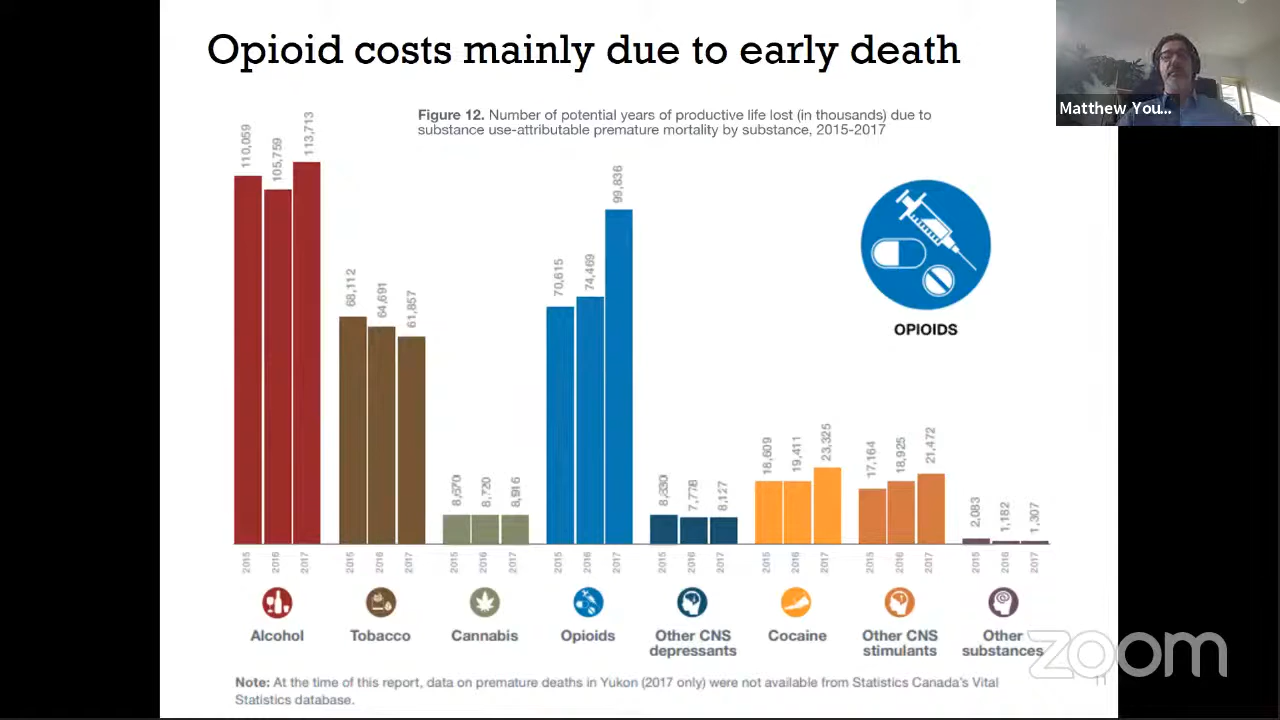 Opioid costs mainly due to early death
Matthew You...
Figure 12. Number of potential years of productive life lost (in thousands) due to
substance use-attributable premature mortality by substance, 2015-2017
110,059
105,759
113,713
68,112
64,691
61,857
8,670
8,720
8,916
70,615
74,469
99,836
8,830
7,778
8,127
18,609
19,411
23,325
17,164
18,925
21,472
2,083
1,182
1,307
OPIOIDS
2015 2016 2017 2015 2016 2017 2015 2016 2017 2015 2016 2017 2015 2016 2017 2015 2016 2017 2015 2016 2017 2015 2016 2017
Alcohol Tobacco Cannabis Opioids Other CNS Cocaine Other CNS Other
depressants stimulants substances
zoom
Note: At the time of this report, data on premature deaths in Yukon (2017 only) were not available from Statistics Canada's Vital
Statistics database.
11